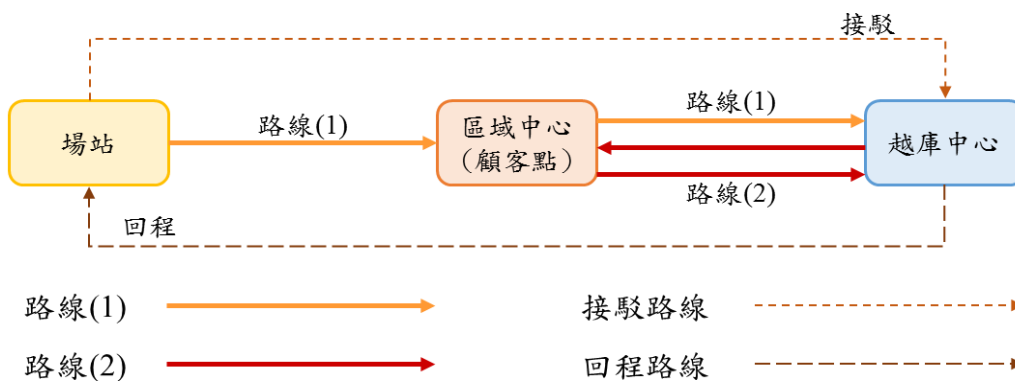 接駁
場站
路線(1)
區域中心
（顧客點）
路線(1)
路線(2)
越庫中心
回程
路線(1)
接駁路線
路線(2)
回程路線